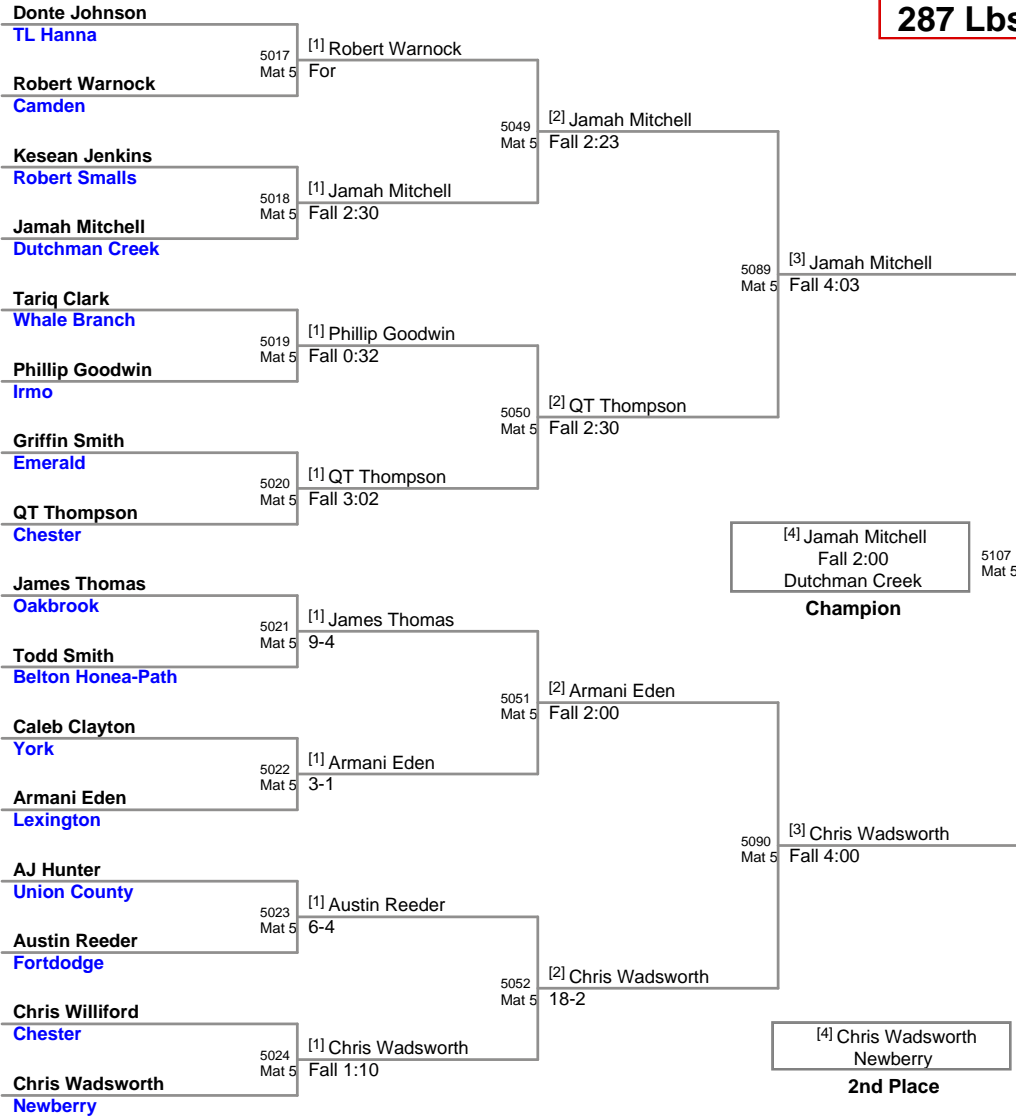 287 Lbs
Donte Johnson
TL Hanna
5017
Mat 5
[1] Robert Warnock
For
Robert Warnock
Camden
5049
Mat 5
[2] Jamah Mitchell
Fall 2:23
Kesean Jenkins
Robert Smalls
5018
Mat 5
[1] Jamah Mitchell
Fall 2:30
Jamah Mitchell
Dutchman Creek
5089
Mat 5
[3] Jamah Mitchell
Fall 4:03
Tariq Clark
Whale Branch
5019
Mat 5
[1] Phillip Goodwin
Fall 0:32
Phillip Goodwin
Irmo
5050
Mat 5
[2] QT Thompson
Fall 2:30
Griffin Smith
Emerald
5020
Mat 5
[1] QT Thompson
Fall 3:02
QT Thompson
Chester
[4] Jamah Mitchell
Fall 2:00
Dutchman Creek
5107
Mat 5
Champion
James Thomas
Oakbrook
5021
Mat 5
[1] James Thomas
9-4
Todd Smith
Belton Honea-Path
5051
Mat 5
[2] Armani Eden
Fall 2:00
Caleb Clayton
York
5022
Mat 5
[1] Armani Eden
3-1
Armani Eden
Lexington
5090
Mat 5
[3] Chris Wadsworth
Fall 4:00
AJ Hunter
Union County
5023
Mat 5
[1] Austin Reeder
6-4
Austin Reeder
Fortdodge
5052
Mat 5
[2] Chris Wadsworth
18-2
Chris Williford
Chester
5024
Mat 5
[1] Chris Wadsworth
Fall 1:10
Chris Wadsworth
Newberry
[4] Chris Wadsworth
Newberry
2nd Place